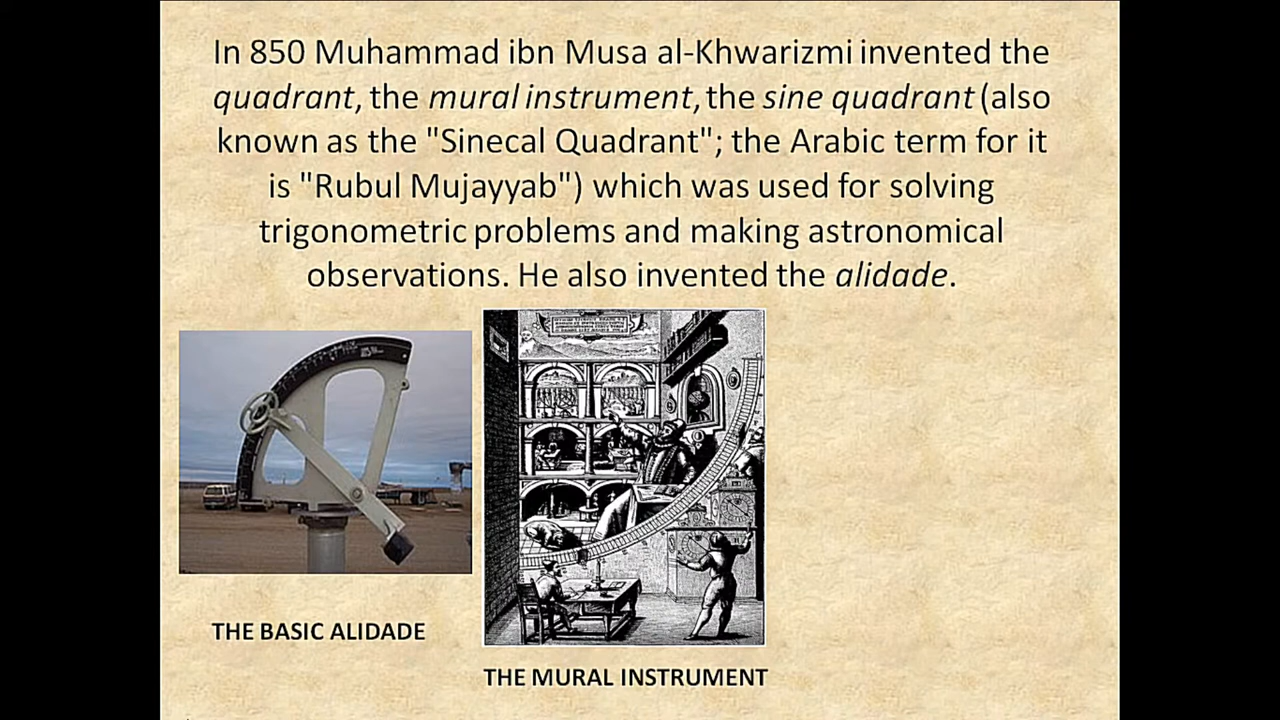 In 850 Muhammad ibn Musa al-Khwarizmi invented the
quadrant, the mural instrument, the sine quadrant (also
known as the "Sinecal Quadrant"; the Arabic term for it
is "Rubul Mujayyab") which was used for solving
trigonometric problems and making astronomical
observations. He also invented the alidade.
THE BASIC ALIDADE
THE MURAL INSTRUMENT